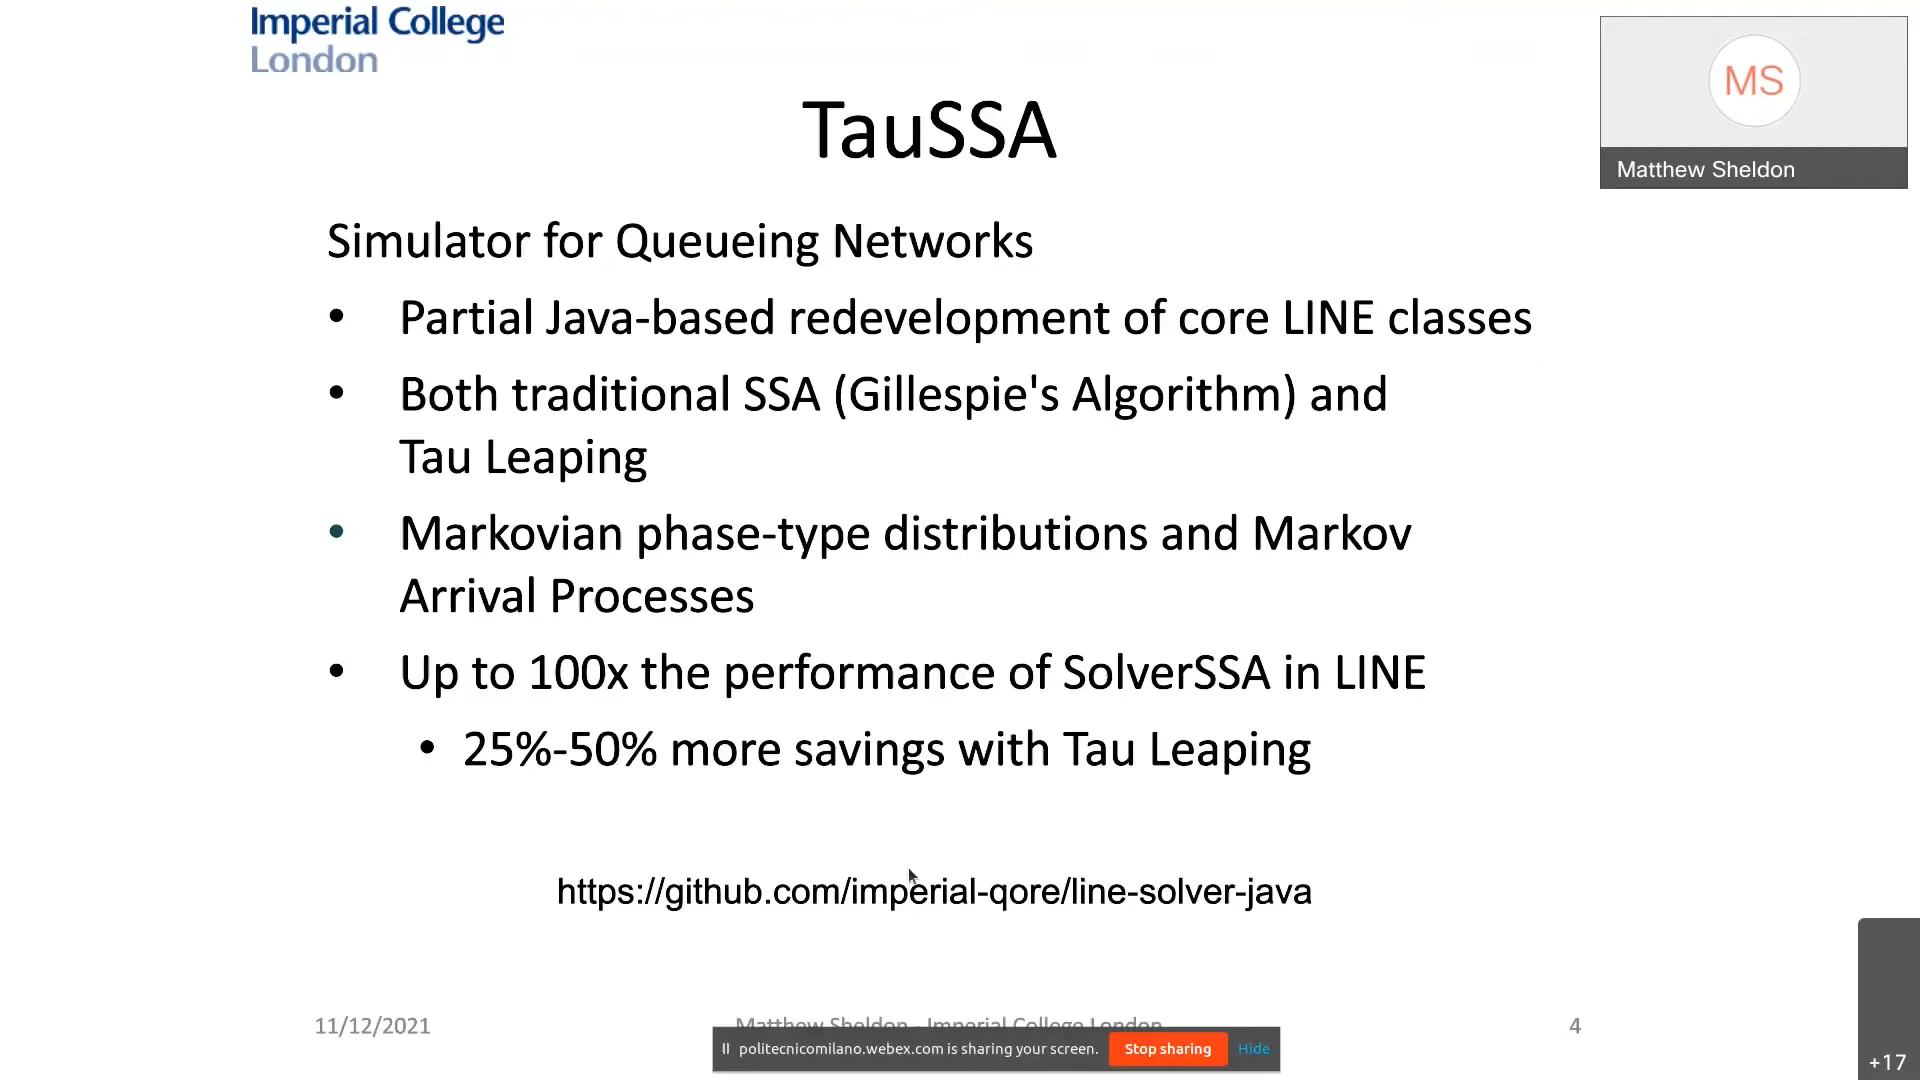 Imperial College
London
MS
Matthew Sheldon
TauSSA
Simulator for Queueing Networks
• Partial Java-based redevelopment of core LINE classes
• Both traditional SSA (Gillespie's Algorithm) and
Tau Leaping
• Markovian phase-type distributions and Markov
Arrival Processes
• Up to 100x the performance of SolverSSA in LINE
• 25%-50% more savings with Tau Leaping
https://github.com/imperial-qore/line-solver-java
11/12/2021
Matthew Sheldon - Imperial College London
4
politecnicomilano.webex.com is sharing your screen.
Stop sharing
Hide
+17